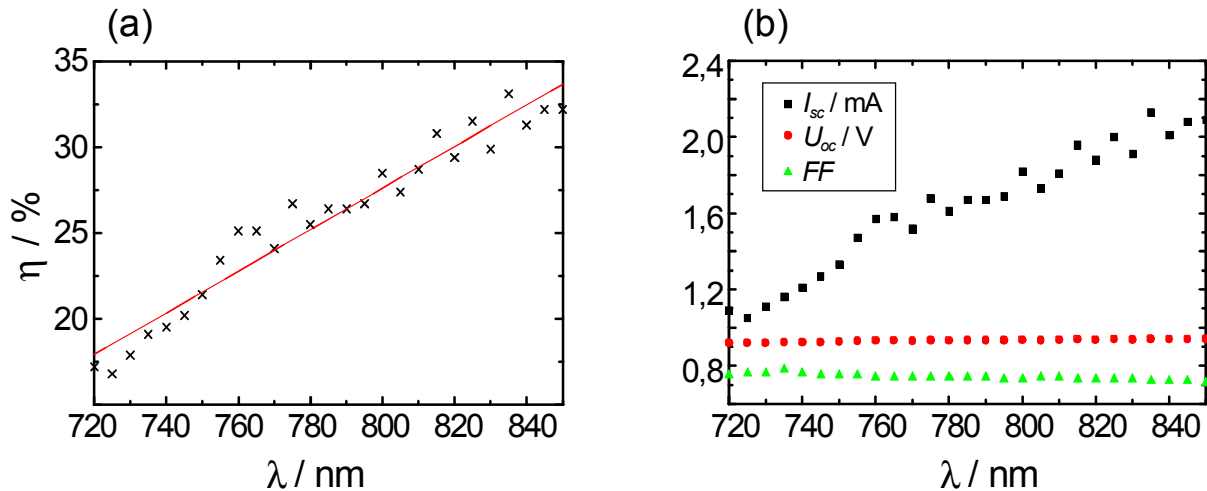 (a)
35
30
25
20
η / %
720 740 760 780 800 820 840
λ / nm
(b)
2,4
2,0
1,6
1,2
0,8
I_sc / mA
U_oc / V
FF
720 740 760 780 800 820 840
λ / nm